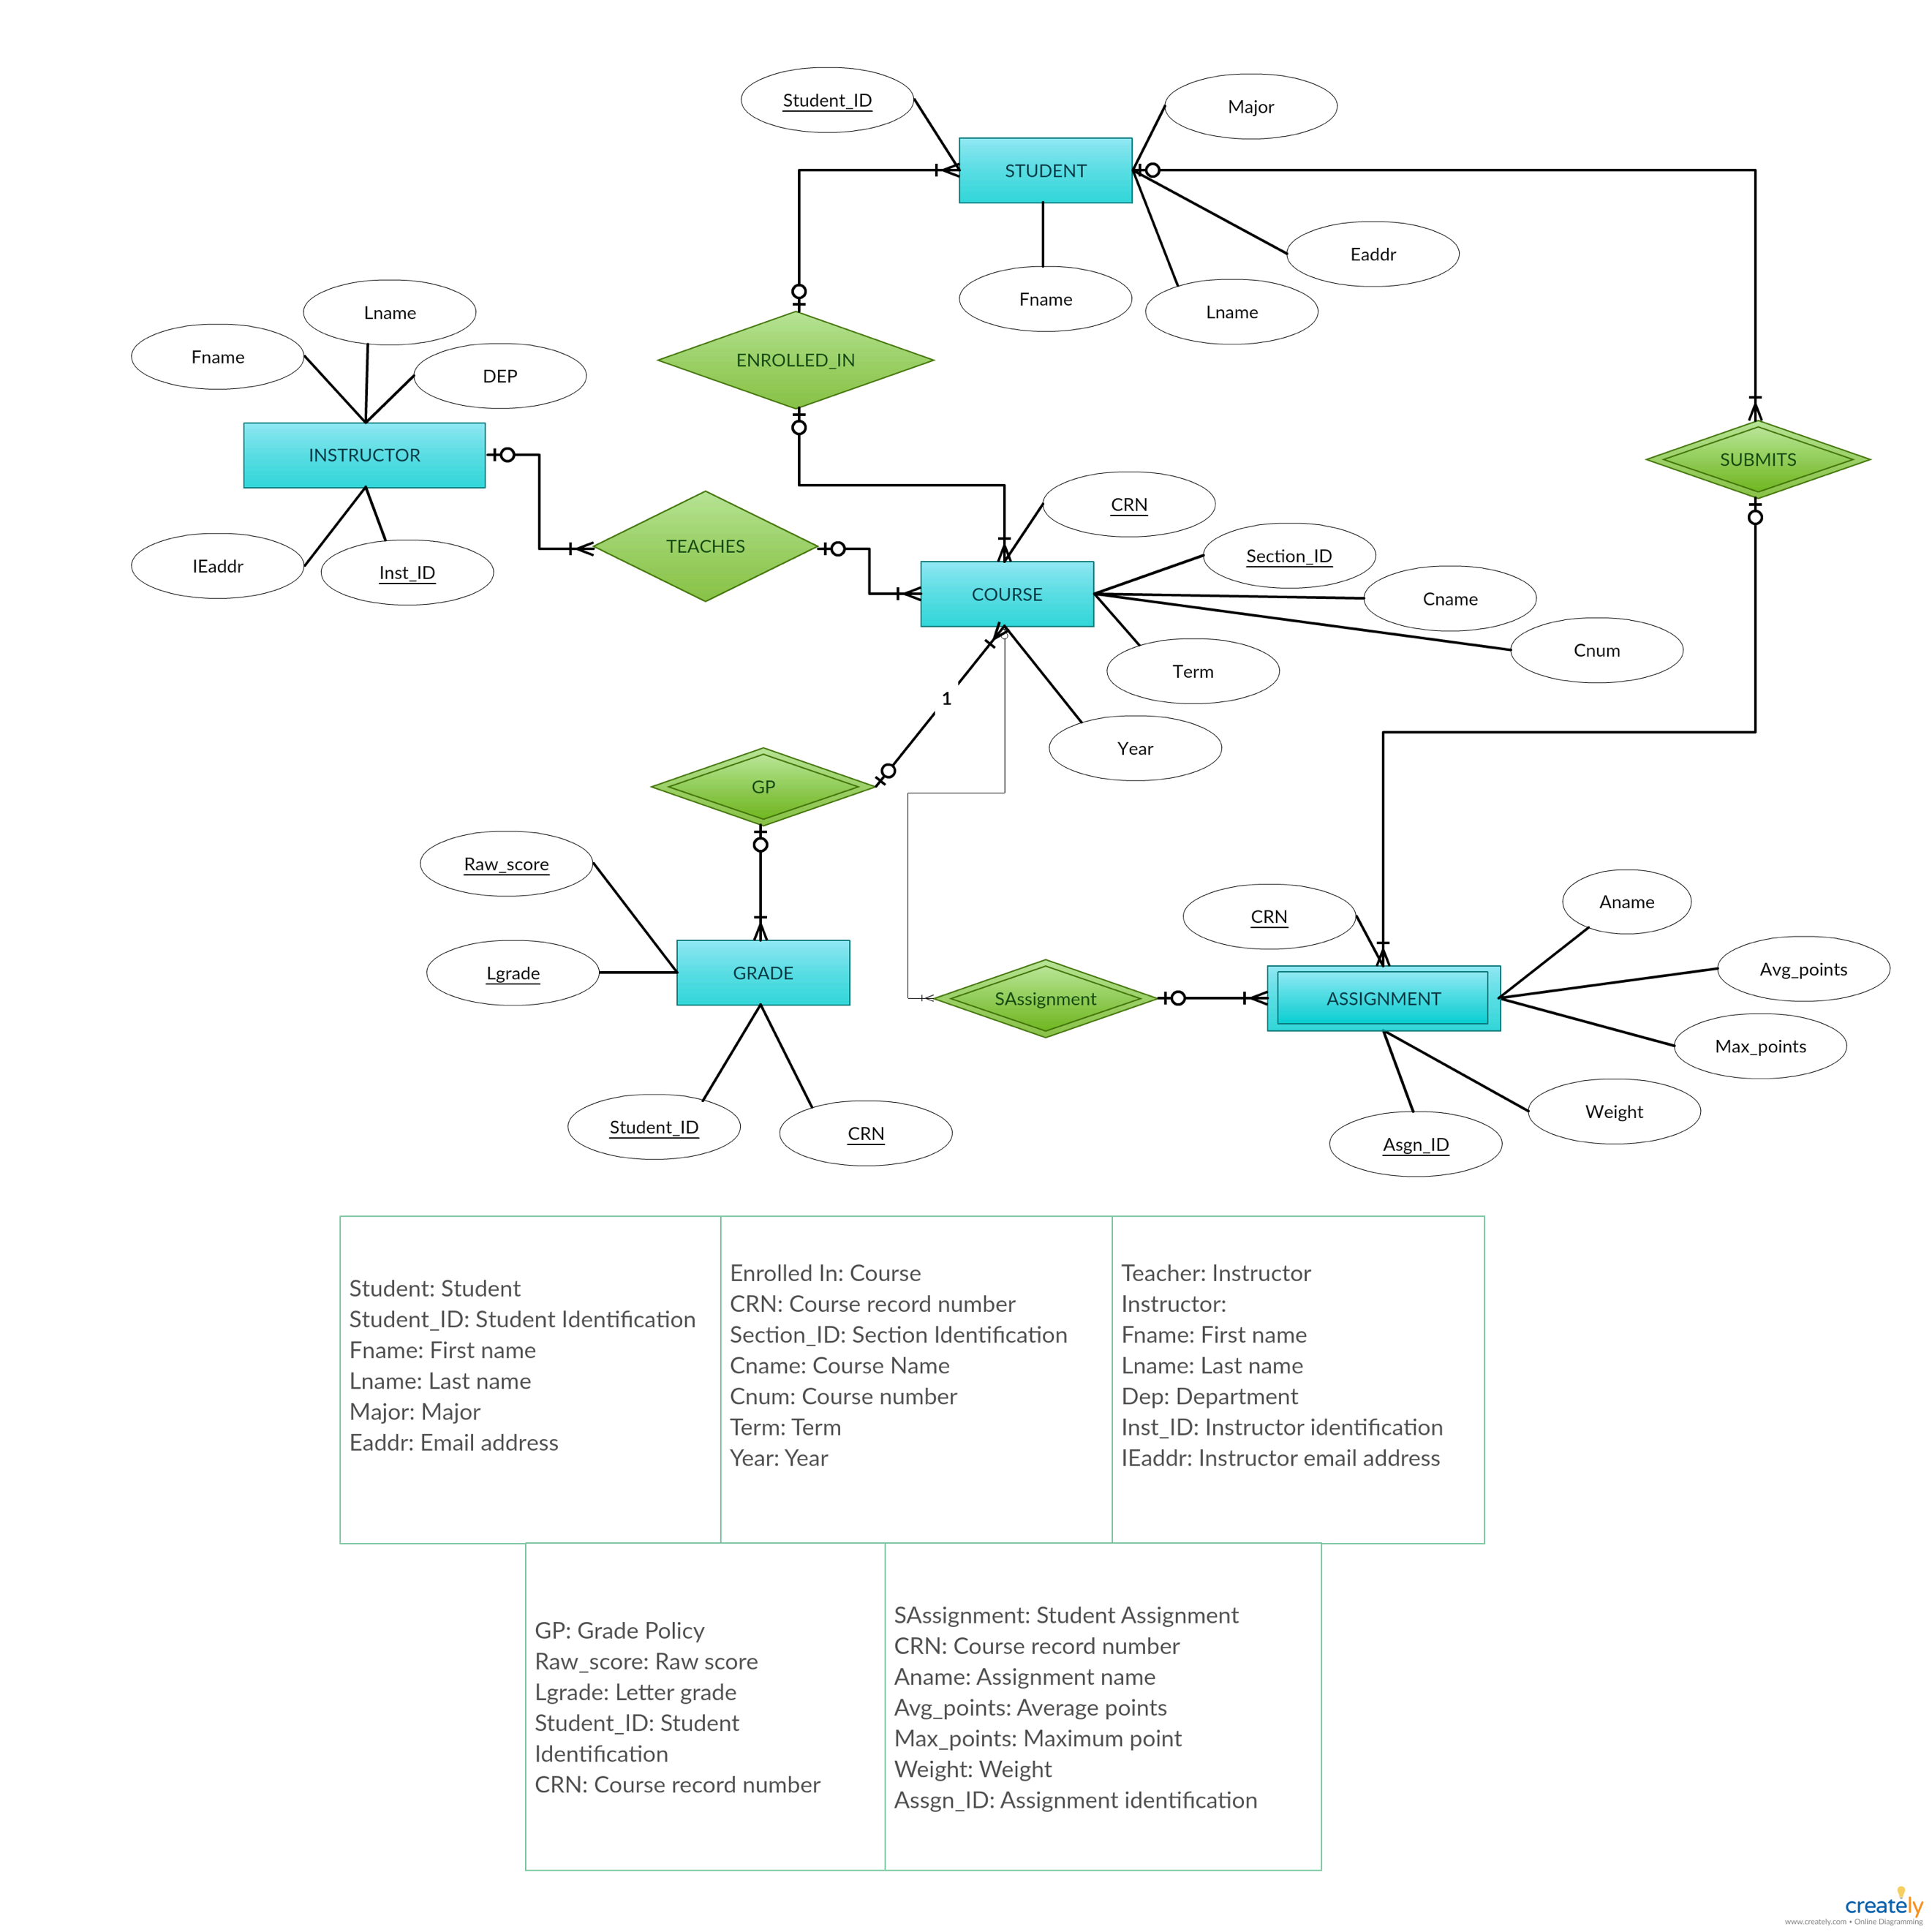 Student_ID
Major
STUDENT
Eaddr
Fname
Lname
Lname
Fname
DEP
ENROLLED_IN
INSTRUCTOR
SUBMITS
CRN
TEACHES
Section_ID
IEaddr
Inst_ID
COURSE
Cname
Cnum
Term
1
Year
GP
Raw_score
Aname
CRN
Lgrade
GRADE
Avg_points
SAssignment
ASSIGNMENT
Max_points
Weight
Student_ID
CRN
Asgn_ID
Student: Student
Student_ID: Student Identification
Fname: First name
Lname: Last name
Major: Major
Eaddr: Email address
Enrolled In: Course
CRN: Course record number
Section_ID: Section Identification
Cname: Course Name
Cnum: Course number
Term: Term
Year: Year
Teacher: Instructor
Instructor:
Fname: First name
Lname: Last name
Dep: Department
Inst_ID: Instructor identification
IEaddr: Instructor email address
GP: Grade Policy
Raw_score: Raw score
Lgrade: Letter grade
Student_ID: Student
Identification
CRN: Course record number
SAssignment: Student Assignment
CRN: Course record number
Aname: Assignment name
Avg_points: Average points
Max_points: Maximum point
Weight: Weight
Assgn_ID: Assignment identification
creately
www.creately.com • Online Diagramming